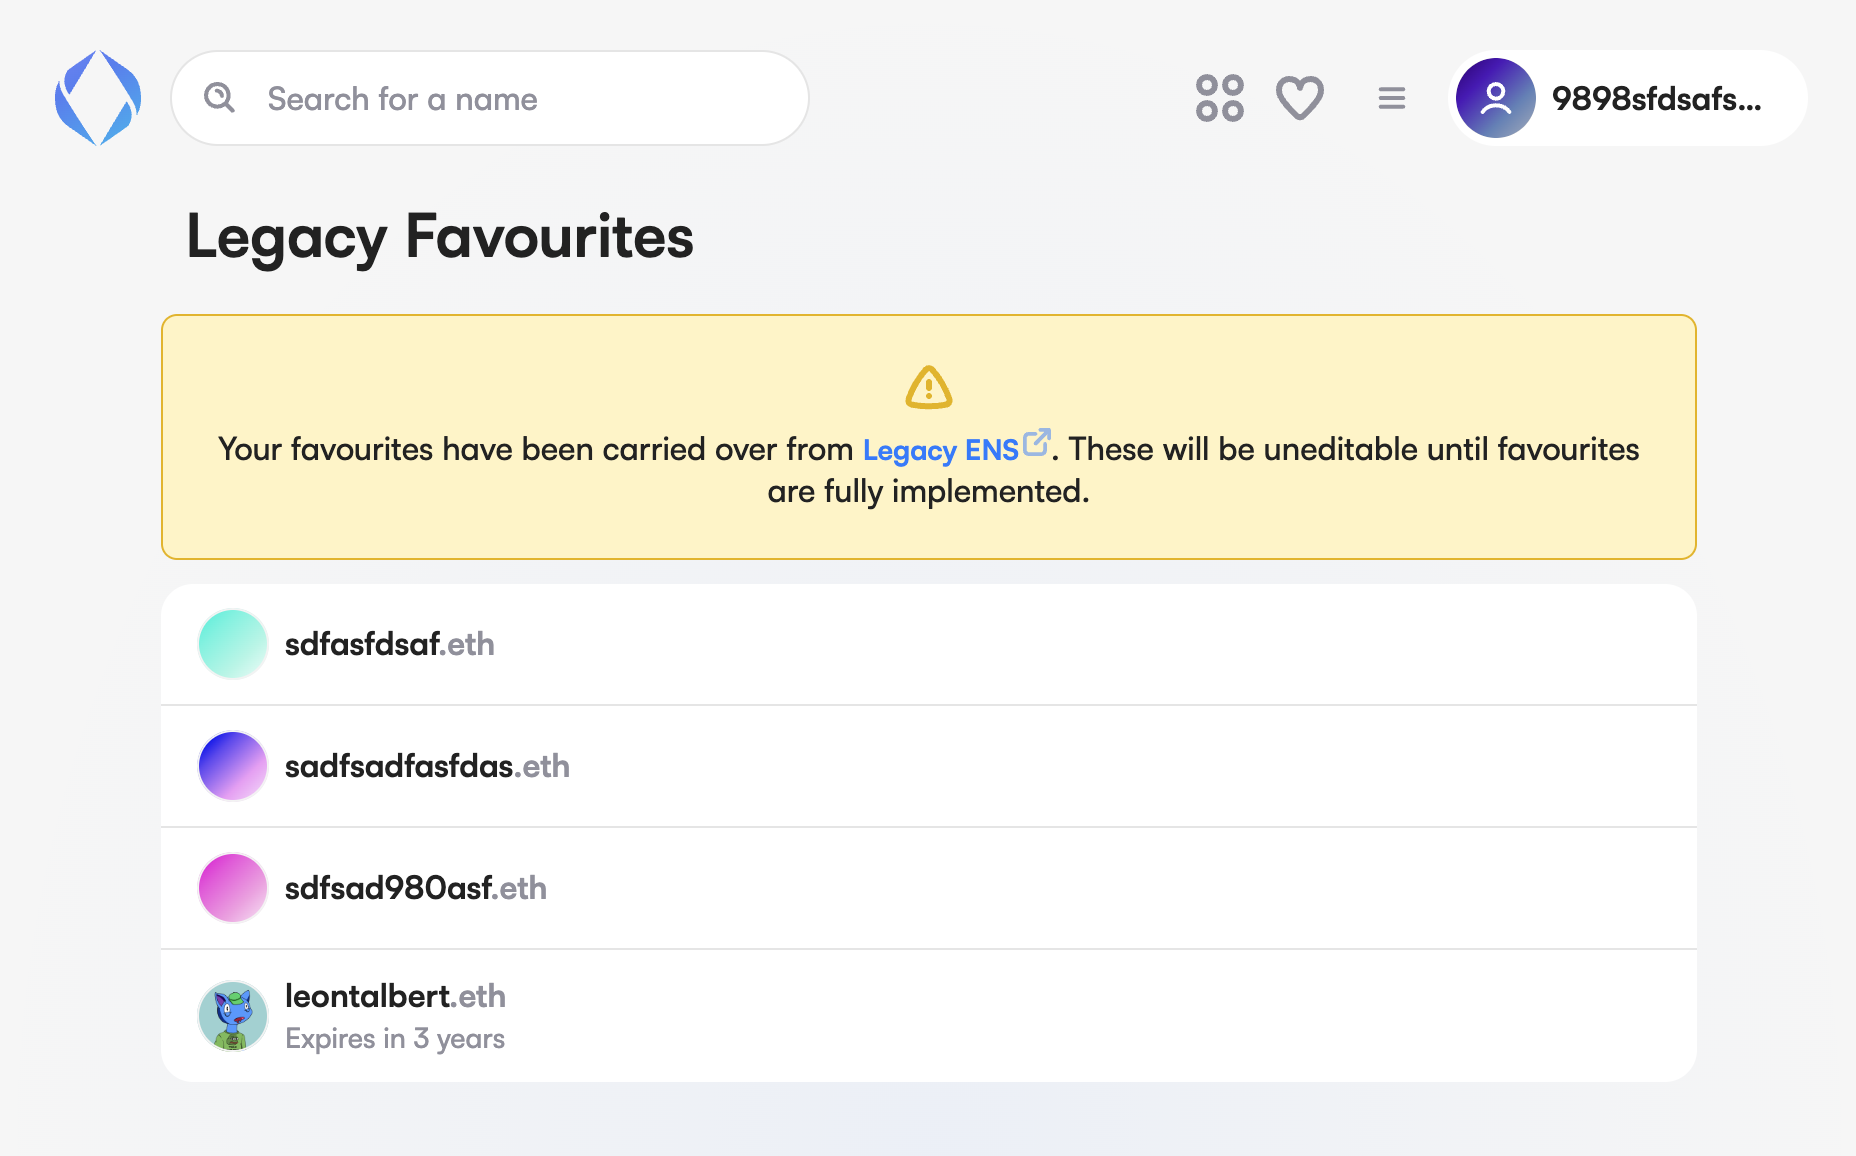 Search for a name
9898sfdsafs...
Legacy Favourites
Your favourites have been carried over from Legacy ENS. These will be uneditable until favourites
are fully implemented.
sdfasfdsaf.eth
sadfsadfasfdas.eth
sdfsad980asf.eth
leontalbert.eth
Expires in 3 years